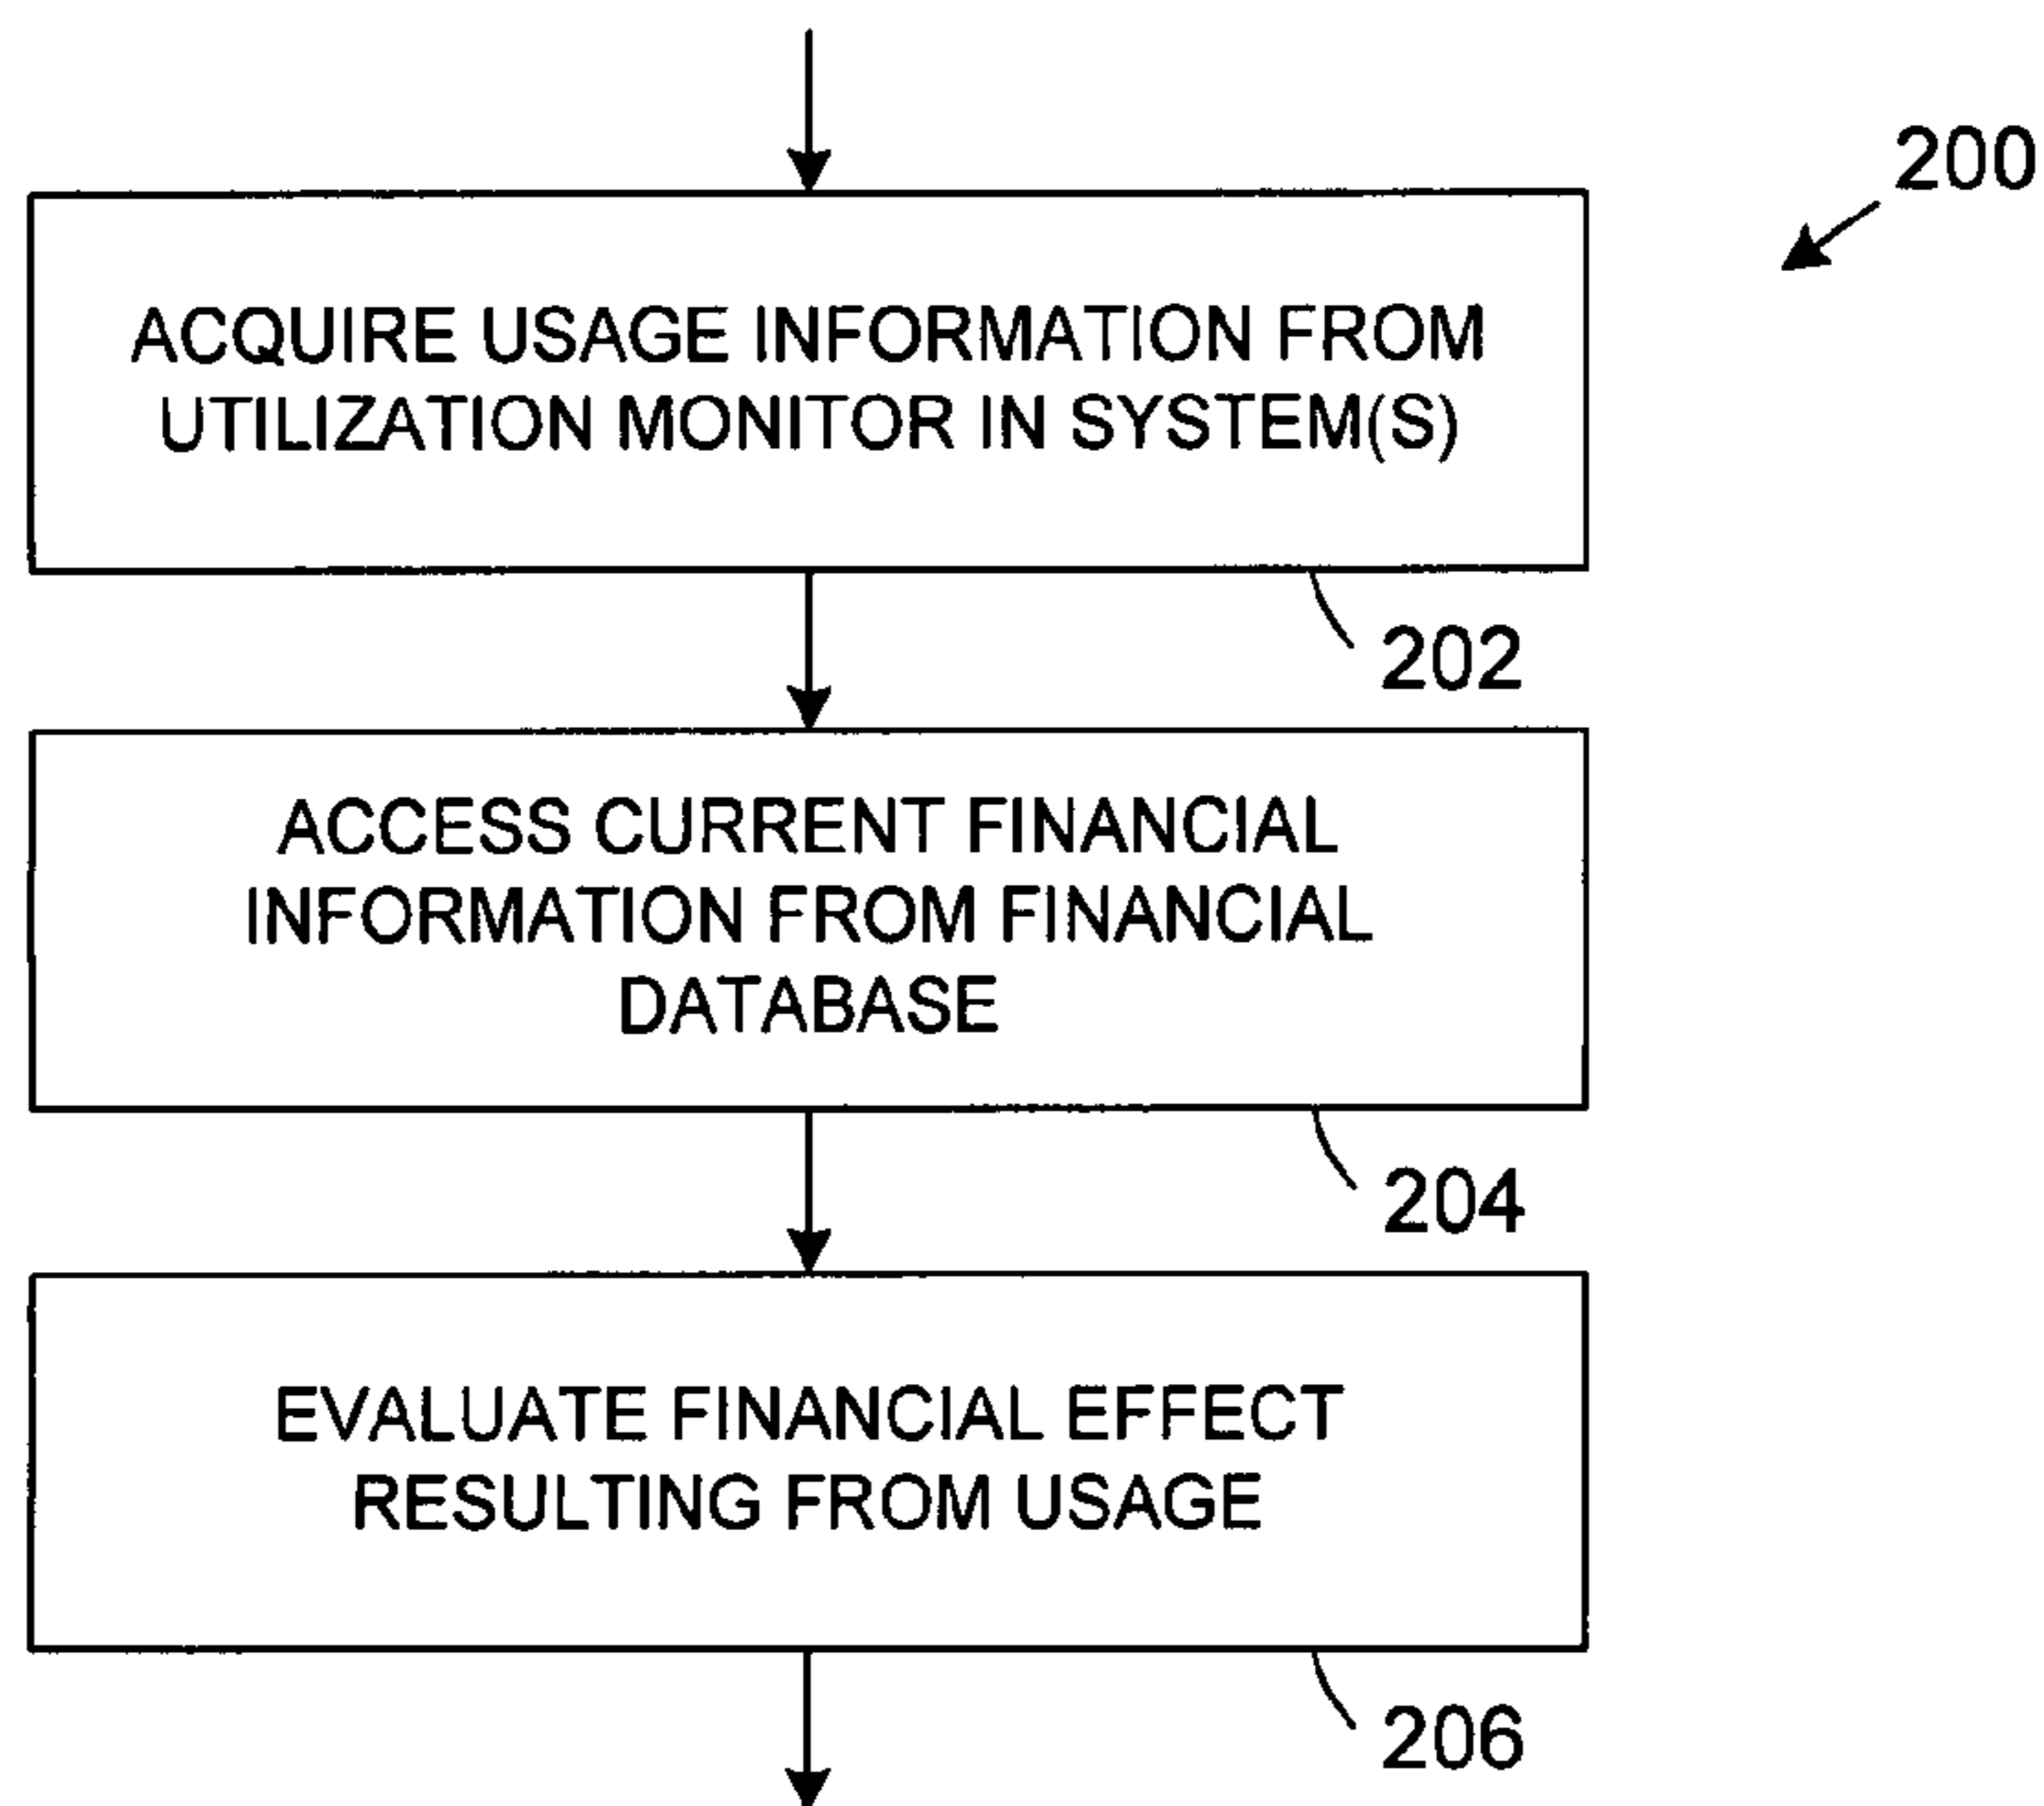 200
ACQUIRE USAGE INFORMATION FROM
UTILIZATION MONITOR IN SYSTEM(S)
202
ACCESS CURRENT FINANCIAL
INFORMATION FROM FINANCIAL
DATABASE
204
EVALUATE FINANCIAL EFFECT
RESULTING FROM USAGE
206